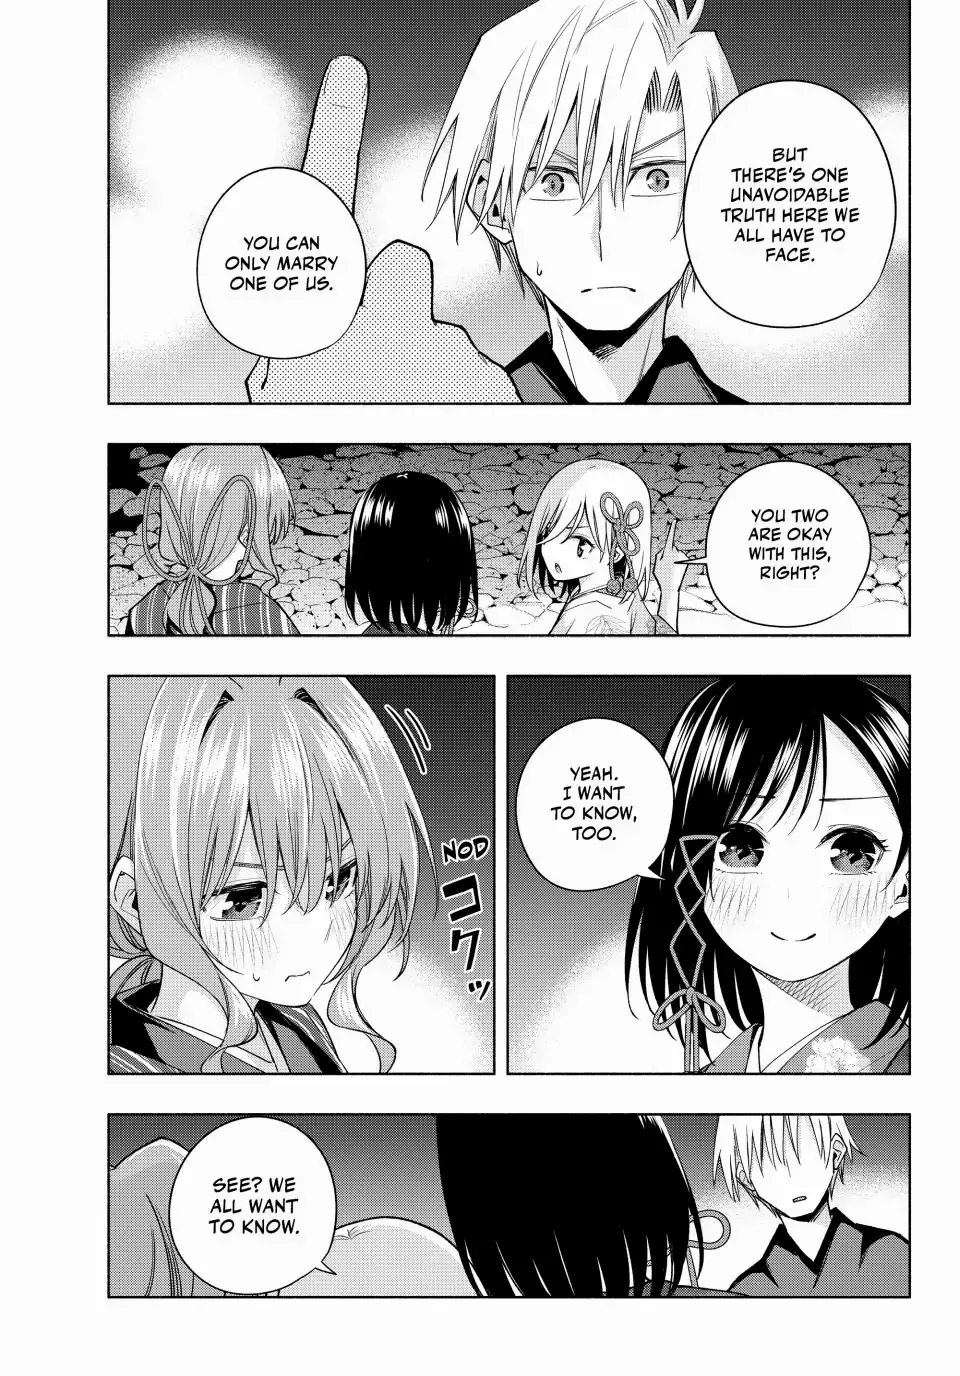 BUT
THERE'S ONE
UNAVOIDABLE
TRUTH HERE WE
ALL HAVE TO
FACE.
YOU CAN
ONLY MARRY
ONE OF US.
YOU TWO
ARE OKAY
WITH THIS,
RIGHT?
YEAH.
I WANT
TO KNOW,
TOO.
NOD
コクッ
SEE? WE
ALL WANT
TO KNOW.